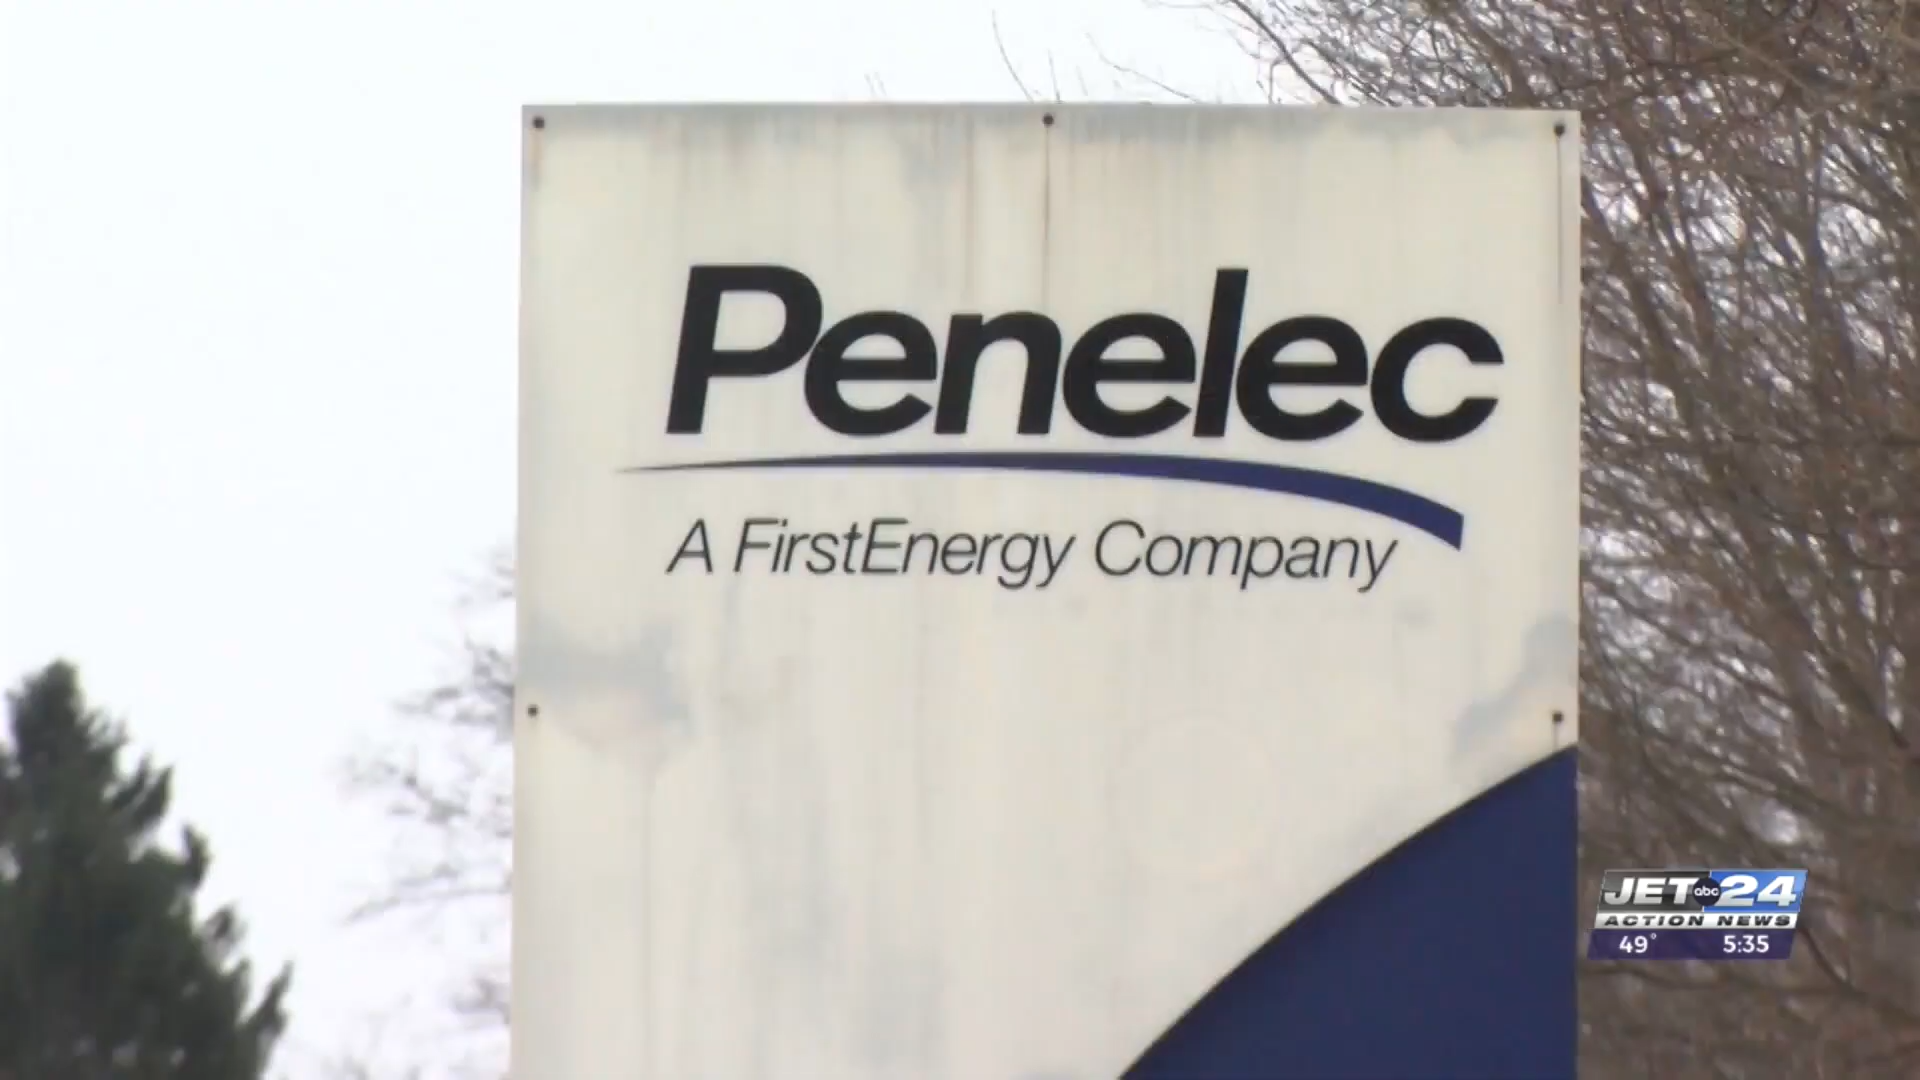 Penelec
A FirstEnergy Company
JET abc 24
ACTION NEWS
49° 5:35